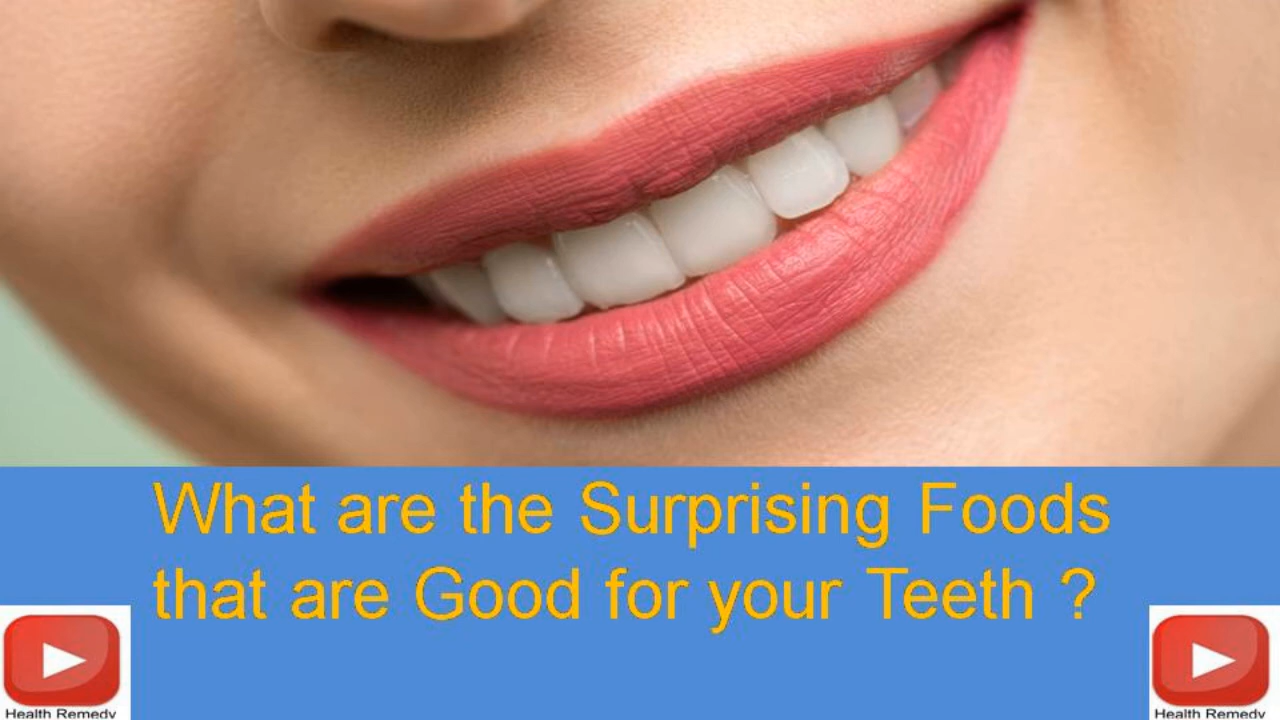 What are the Surprising Foods
that are Good for your Teeth ?
Health Remedy
Health Remedy